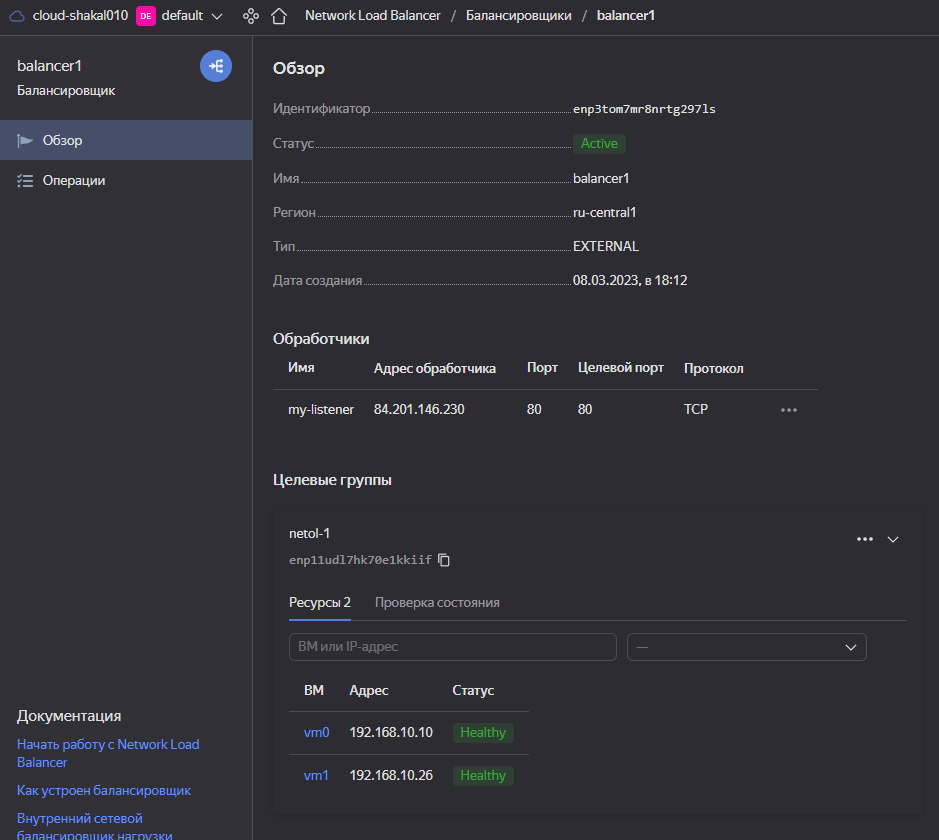 cloud-shakal010 DE default Network Load Balancer / Балансировщики / balancer1
balancer1
Балансировщик
Обзор
Операции
Документация
Начать работу с Network Load
Balancer
Как устроен балансировщик
Внутренний сетевой
балансировщик нагрузки
Обзор
Идентификатор enp3tom7mr8nrtg297ls
Статус Active
Имя balancer1
Регион ru-central1
Тип EXTERNAL
Дата создания 08.03.2023, в 18:12
Обработчики
Имя Адрес обработчика Порт Целевой порт Протокол
my-listener 84.201.146.230 80 80 TCP
Целевые группы
netol-1
enp11udl7hk70e1kkiif
Ресурсы 2 Проверка состояния
ВМ или IP-адрес —
ВМ Адрес Статус
vm0 192.168.10.10 Healthy
vm1 192.168.10.26 Healthy